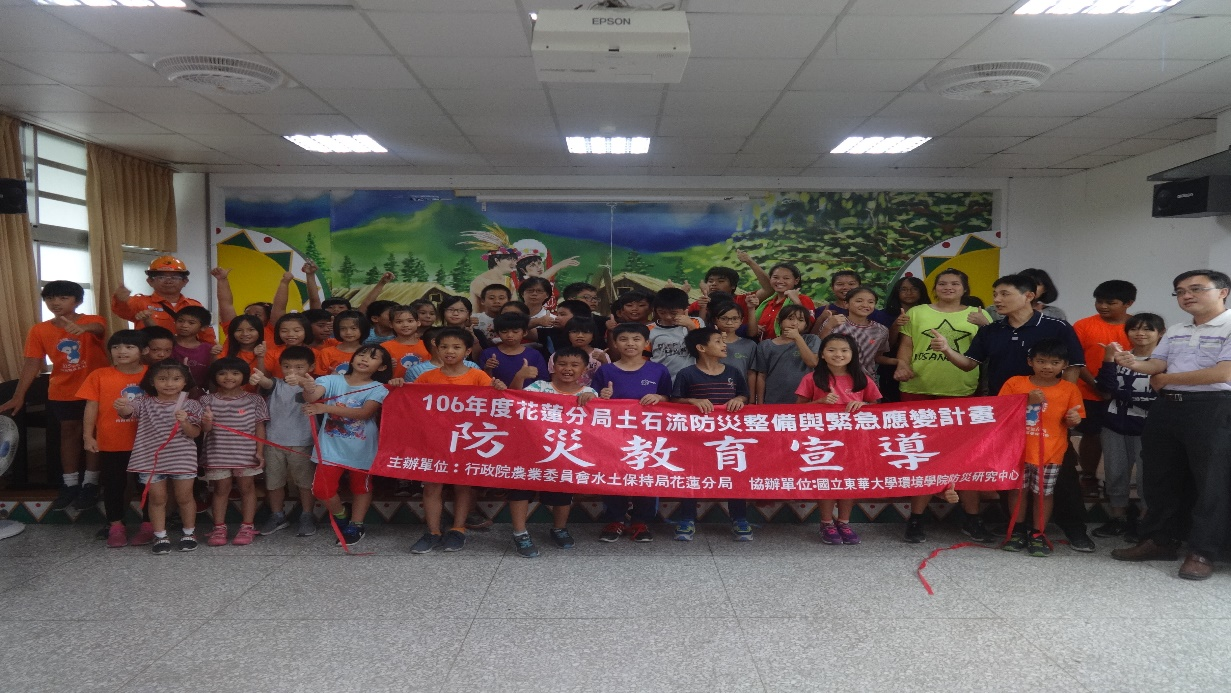 EPSON
106年度花蓮分局土石流防災整備與緊急應變計畫
防災教育宣導
主辦單位：行政院農業委員會水土保持局花蓮分局 協辦單位:國立東華大學環境學院防災研究中心